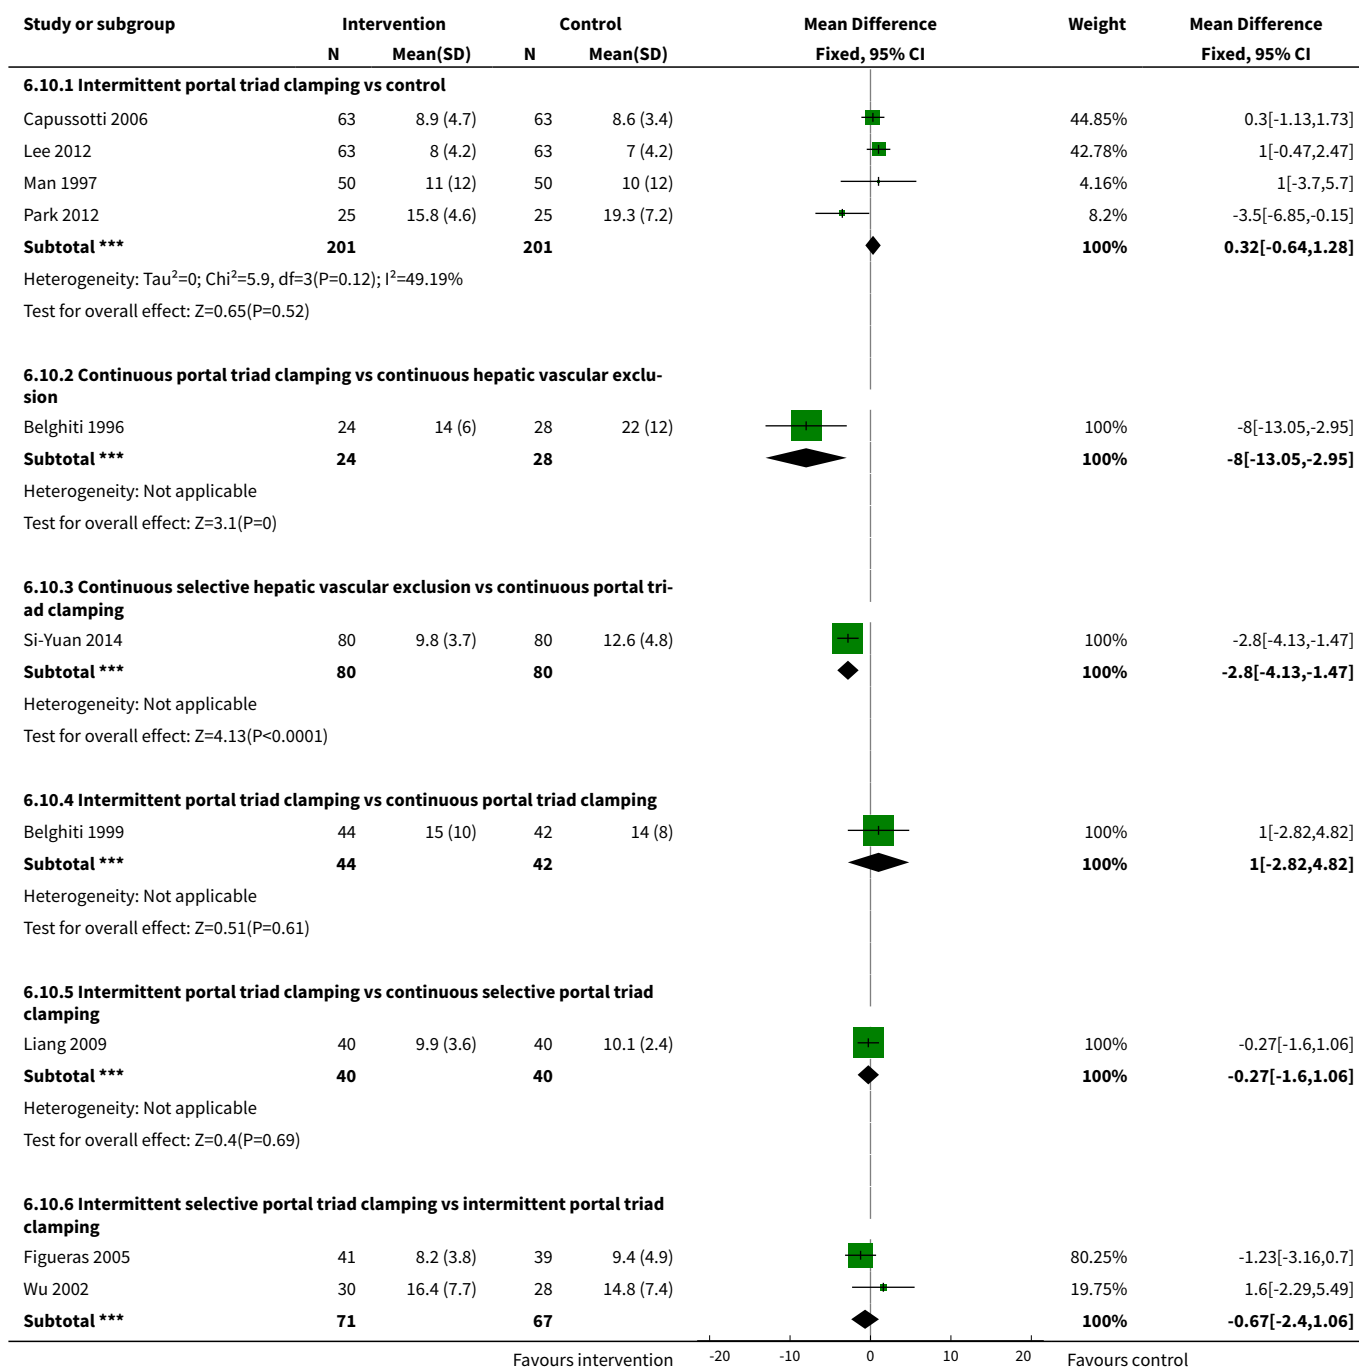 Study or subgroup Intervention Control Mean Difference Weight Mean Difference
N Mean(SD) N Mean(SD) Fixed, 95% CI Fixed, 95% CI
6.10.1 Intermittent portal triad clamping vs control
Capussotti 2006 63 8.9 (4.7) 63 8.6 (3.4) 44.85% 0.3[-1.13,1.73]
Lee 2012 63 8 (4.2) 63 7 (4.2) 42.78% 1[-0.47,2.47]
Man 1997 50 11 (12) 50 10 (12) 4.16% 1[-3.7,5.7]
Park 2012 25 15.8 (4.6) 25 19.3 (7.2) 8.2% -3.5[-6.85,-0.15]
Subtotal *** 201 201 100% 0.32[-0.64,1.28]
Heterogeneity: Tau²=0; Chi²=5.9, df=3(P=0.12); I²=49.19%
Test for overall effect: Z=0.65(P=0.52)
6.10.2 Continuous portal triad clamping vs continuous hepatic vascular exclu-
sion
Belghiti 1996 24 14 (6) 28 22 (12) 100% -8[-13.05,-2.95]
Subtotal *** 24 28 100% -8[-13.05,-2.95]
Heterogeneity: Not applicable
Test for overall effect: Z=3.1(P=0)
6.10.3 Continuous selective hepatic vascular exclusion vs continuous portal tri-
ad clamping
Si-Yuan 2014 80 9.8 (3.7) 80 12.6 (4.8) 100% -2.8[-4.13,-1.47]
Subtotal *** 80 80 100% -2.8[-4.13,-1.47]
Heterogeneity: Not applicable
Test for overall effect: Z=4.13(P<0.0001)
6.10.4 Intermittent portal triad clamping vs continuous portal triad clamping
Belghiti 1999 44 15 (10) 42 14 (8) 100% 1[-2.82,4.82]
Subtotal *** 44 42 100% 1[-2.82,4.82]
Heterogeneity: Not applicable
Test for overall effect: Z=0.51(P=0.61)
6.10.5 Intermittent portal triad clamping vs continuous selective portal triad
clamping
Liang 2009 40 9.9 (3.6) 40 10.1 (2.4) 100% -0.27[-1.6,1.06]
Subtotal *** 40 40 100% -0.27[-1.6,1.06]
Heterogeneity: Not applicable
Test for overall effect: Z=0.4(P=0.69)
6.10.6 Intermittent selective portal triad clamping vs intermittent portal triad
clamping
Figueras 2005 41 8.2 (3.8) 39 9.4 (4.9) 80.25% -1.23[-3.16,0.7]
Wu 2002 30 16.4 (7.7) 28 14.8 (7.4) 19.75% 1.6[-2.29,5.49]
Subtotal *** 71 67 100% -0.67[-2.4,1.06]
Favours intervention -20 -10 0 10 20 Favours control